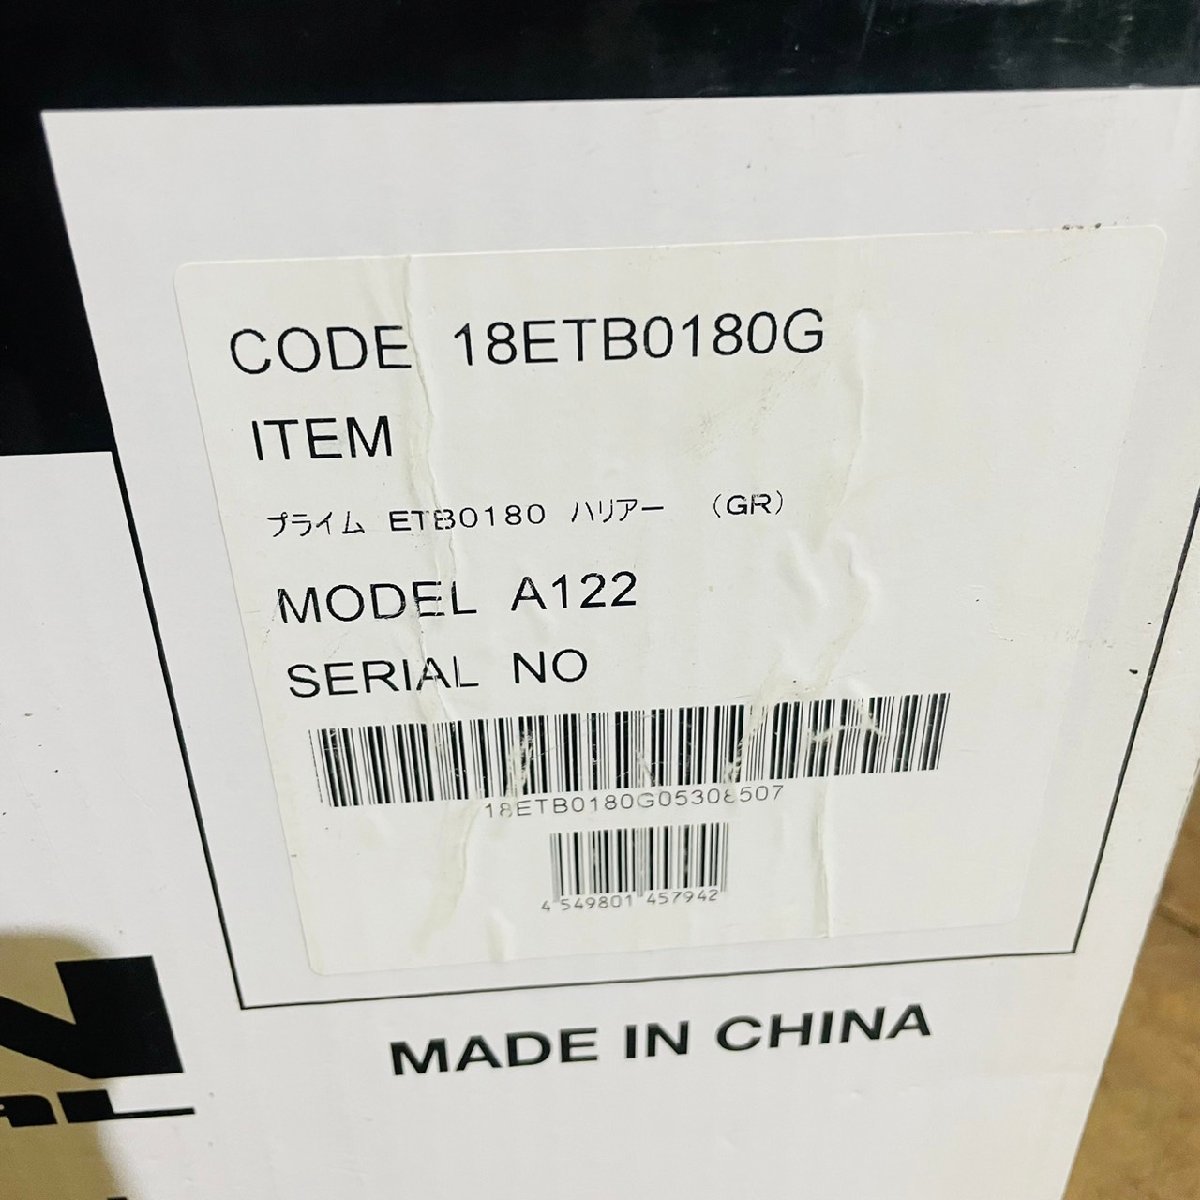 CODE 18ETB0180G
ITEM
プライム ETB0180 ハリアー （GR）
MODEL A122
SERIAL NO
18ETB0180G05308507
4 549801 457942
MADE IN CHINA